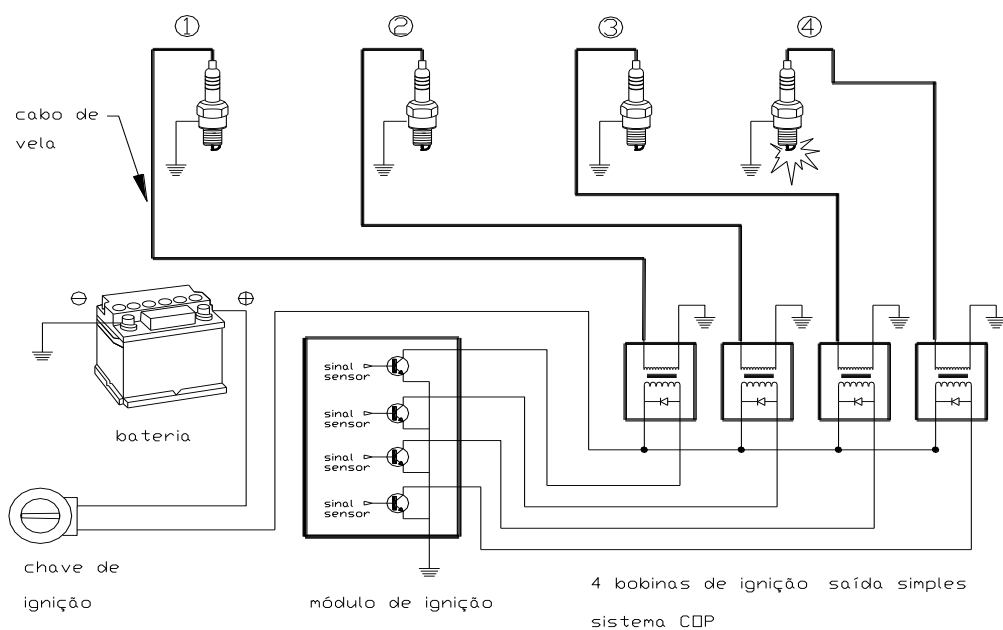 1 2 3 4
cabo de
vela
bateria
sinal
sensor
sinal
sensor
sinal
sensor
sinal
sensor
chave de
ignição
módulo de ignição
4 bobinas de ignição saída simples
sistema COP